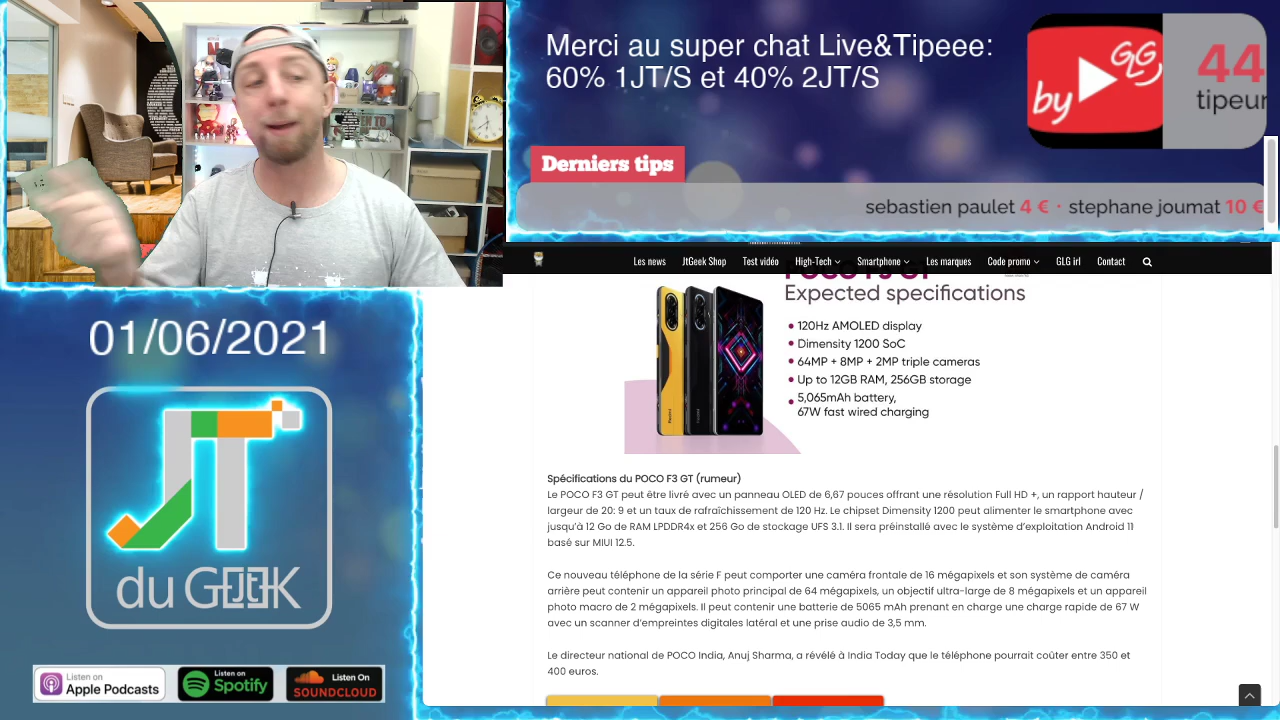 Merci au super chat Live&Tipeee:
60% 1JT/S et 40% 2JT/S
by GLG
44
tipeur
Derniers tips
sebastien paulet 4 € · stephane joumat 10 €
Les news JtGeek Shop Test vidéo High-Tech Smartphone Les marques Code promo GLG irl Contact
POCO F3 GT
Expected specifications
• 120Hz AMOLED display
• Dimensity 1200 SoC
• 64MP + 8MP + 2MP triple cameras
• Up to 12GB RAM, 256GB storage
• 5,065mAh battery,
67W fast wired charging
Spécifications du POCO F3 GT (rumeur)
Le POCO F3 GT peut être livré avec un panneau OLED de 6,67 pouces offrant une résolution Full HD +, un rapport hauteur /
largeur de 20: 9 et un taux de rafraîchissement de 120 Hz. Le chipset Dimensity 1200 peut alimenter le smartphone avec
jusqu'à 12 Go de RAM LPDDR4x et 256 Go de stockage UFS 3.1. Il sera préinstallé avec le système d'exploitation Android 11
basé sur MIUI 12.5.
Ce nouveau téléphone de la série F peut comporter une caméra frontale de 16 mégapixels et son système de caméra
arrière peut contenir un appareil photo principal de 64 mégapixels, un objectif ultra-large de 8 mégapixels et un appareil
photo macro de 2 mégapixels. Il peut contenir une batterie de 5065 mAh prenant en charge une charge rapide de 67 W
avec un scanner d'empreintes digitales latéral et une prise audio de 3,5 mm.
Le directeur national de POCO India, Anuj Sharma, a révélé à India Today que le téléphone pourrait coûter entre 350 et
400 euros.
01/06/2021
JT
du GEEK
Jt
Listen on
Apple Podcasts
Listen on
Spotify
Listen On
SOUNDCLOUD